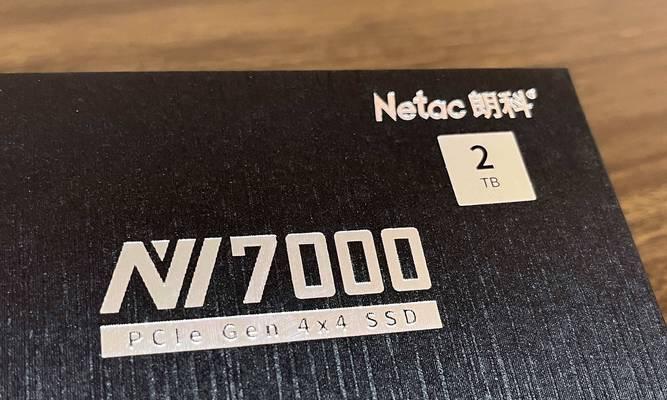 Netac 朗科
2
TB
NV7000
PCIe Gen 4x4 SSD